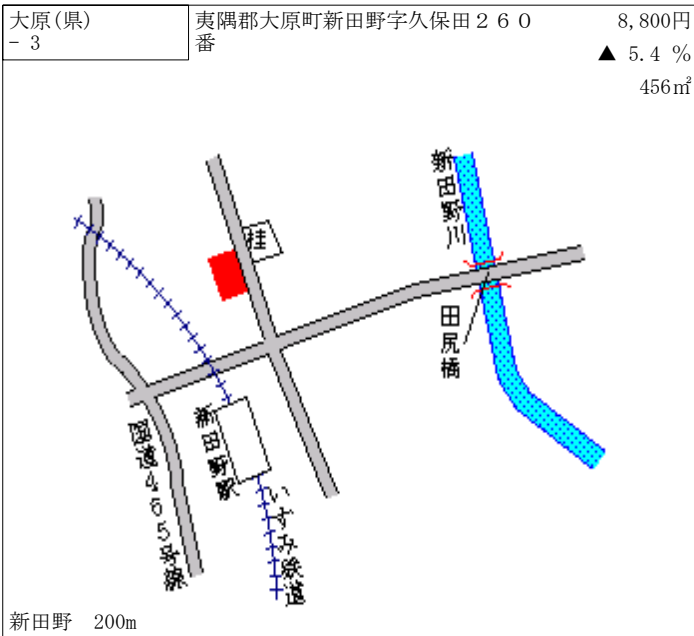 大原(県)
- 3
夷隅郡大原町新田野字久保田２６０
番
8,800円
▲ 5.4 %
456㎡
新田野川
桂
田尻橋
新田野駅
国道465号線
いすみ鉄道
新田野　200m